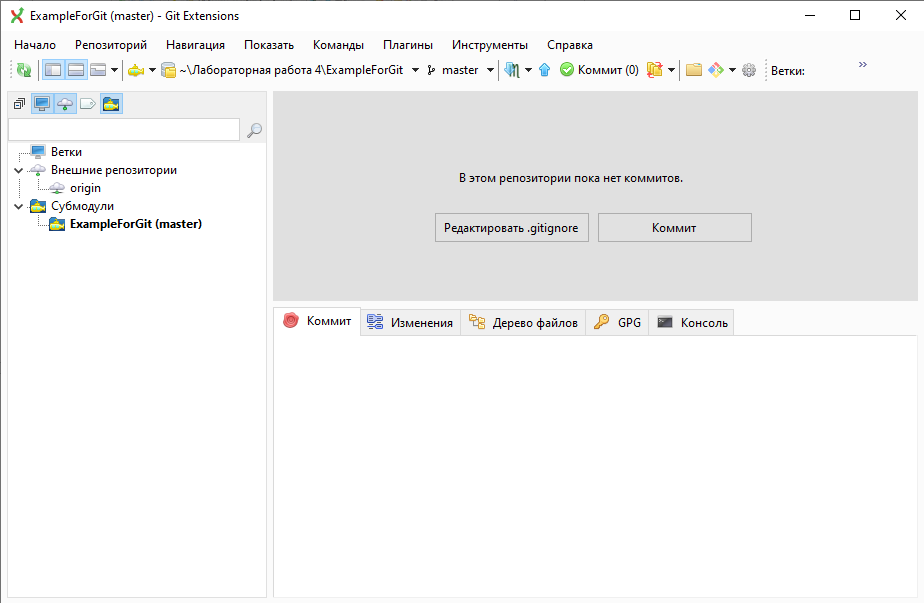 ExampleForGit (master) - Git Extensions
Начало Репозиторий Навигация Показать Команды Плагины Инструменты Справка
~\Лабораторная работа 4\ExampleForGit master Коммит (0) Ветки: »
Ветки
Внешние репозитории
origin
Субмодули
ExampleForGit (master)
В этом репозитории пока нет коммитов.
Редактировать .gitignore Коммит
Коммит Изменения Дерево файлов GPG Консоль